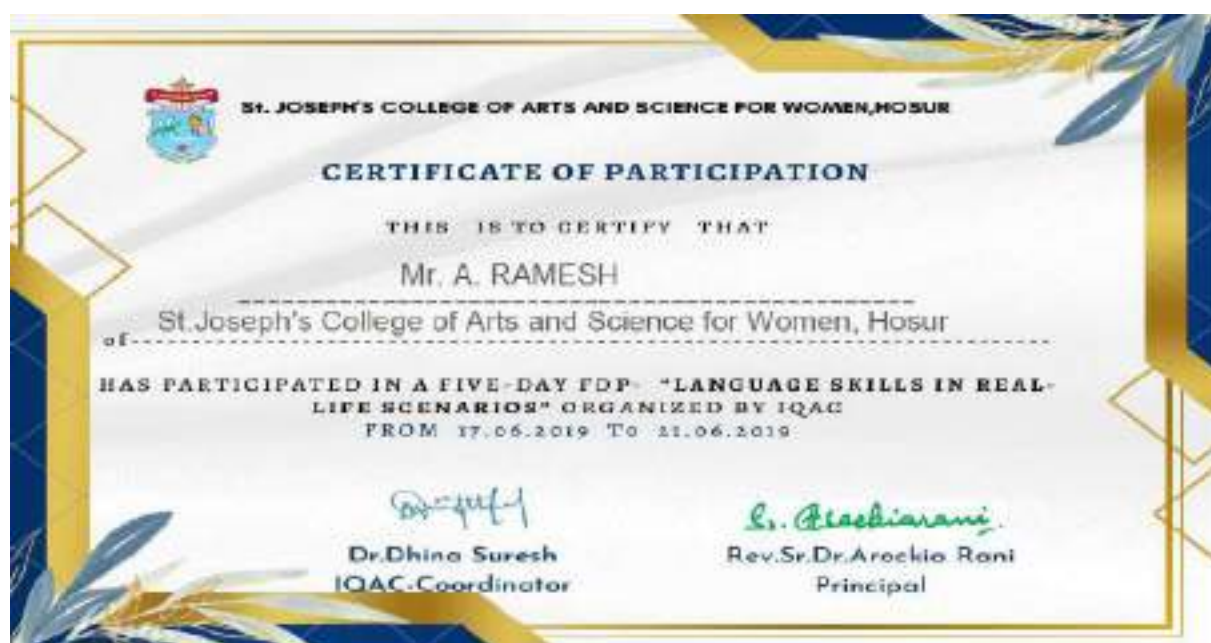 St. JOSEPH'S COLLEGE OF ARTS AND SCIENCE FOR WOMEN,HOSUR
CERTIFICATE OF PARTICIPATION
THIS IS TO CERTIFY THAT
Mr. A. RAMESH
of St.Joseph's College of Arts and Science for Women, Hosur
HAS PARTICIPATED IN A FIVE-DAY FDP- "LANGUAGE SKILLS IN REAL-
LIFE SCENARIOS" ORGANIZED BY IQAC
FROM 17.06.2019 To 21.06.2019
Dr.Dhina Suresh
IQAC-Coordinator
Rev.Sr.Dr.Arockia Rani
Principal